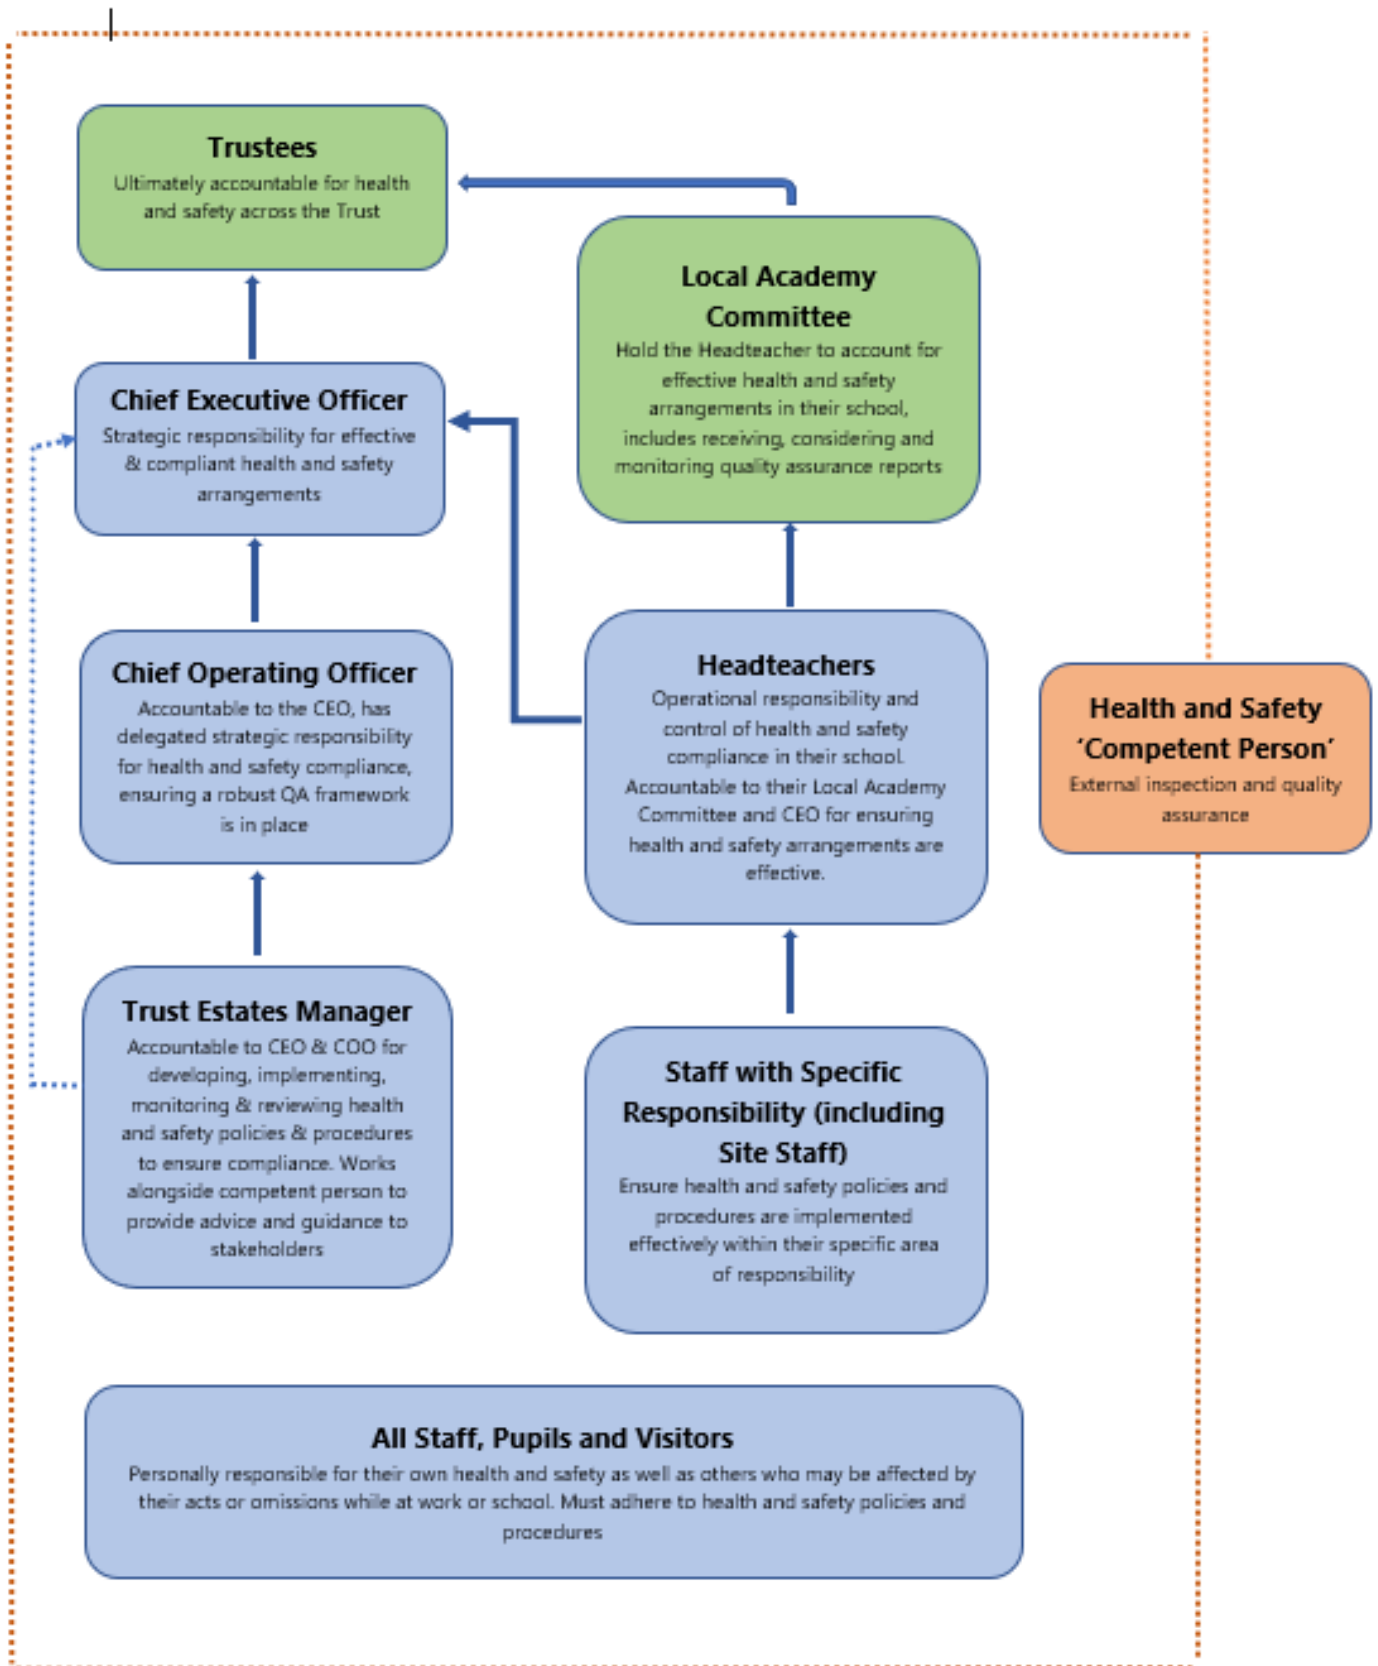 Trustees
Ultimately accountable for health
and safety across the Trust
Local Academy
Committee
Hold the Headteacher to account for
effective health and safety
arrangements in their school,
includes receiving, considering and
monitoring quality assurance reports
Chief Executive Officer
Strategic responsibility for effective
& compliant health and safety
arrangements
Chief Operating Officer
Accountable to the CEO, has
delegated strategic responsibility
for health and safety compliance,
ensuring a robust QA framework
is in place
Headteachers
Operational responsibility and
control of health and safety
compliance in their school.
Accountable to their Local Academy
Committee and CEO for ensuring
health and safety arrangements are
effective.
Health and Safety
‘Competent Person’
External inspection and quality
assurance
Trust Estates Manager
Accountable to CEO & COO for
developing, implementing,
monitoring & reviewing health
and safety policies & procedures
to ensure compliance. Works
alongside competent person to
provide advice and guidance to
stakeholders
Staff with Specific
Responsibility (including
Site Staff)
Ensure health and safety policies and
procedures are implemented
effectively within their specific area
of responsibility
All Staff, Pupils and Visitors
Personally responsible for their own health and safety as well as others who may be affected by
their acts or omissions while at work or school. Must adhere to health and safety policies and
procedures